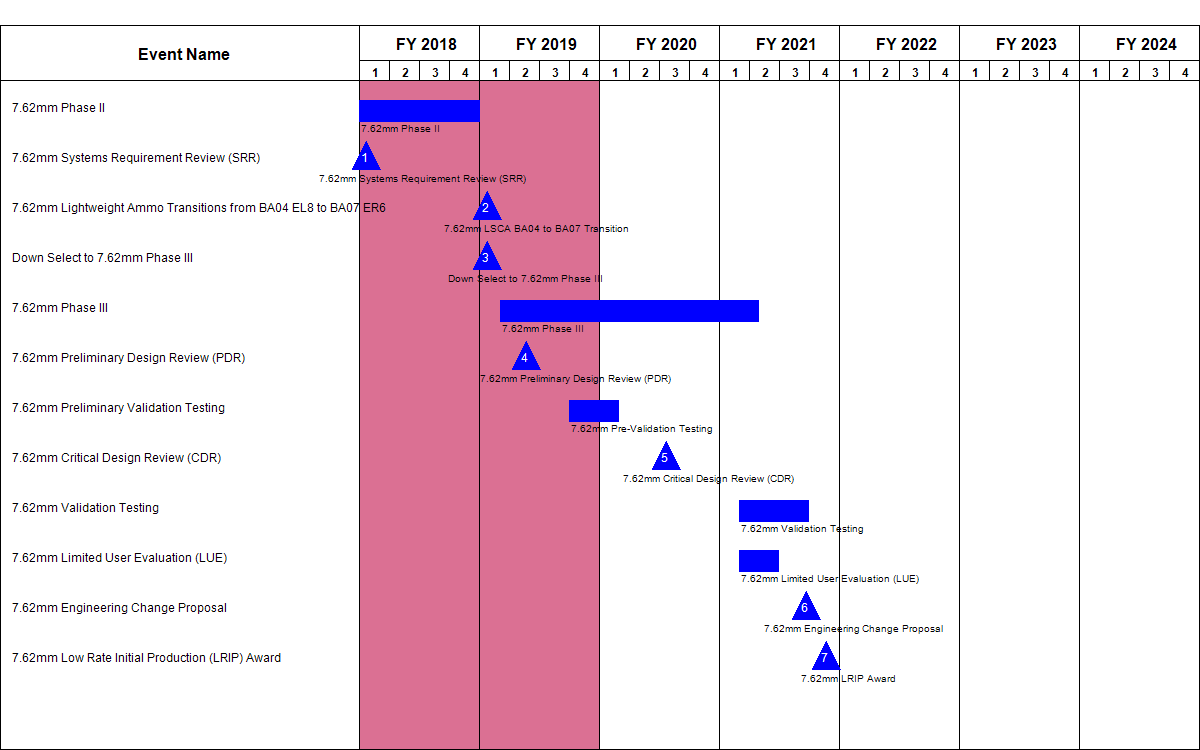 Event Name FY 2018 FY 2019 FY 2020 FY 2021 FY 2022 FY 2023 FY 2024
1 2 3 4 1 2 3 4 1 2 3 4 1 2 3 4 1 2 3 4 1 2 3 4 1 2 3 4
7.62mm Phase II
7.62mm Phase II
7.62mm Systems Requirement Review (SRR) 1
7.62mm Systems Requirement Review (SRR)
7.62mm Lightweight Ammo Transitions from BA04 EL8 to BA07 ER6 2
7.62mm LSCA BA04 to BA07 Transition
Down Select to 7.62mm Phase III 3
Down Select to 7.62mm Phase III
7.62mm Phase III
7.62mm Phase III
7.62mm Preliminary Design Review (PDR) 4
7.62mm Preliminary Design Review (PDR)
7.62mm Preliminary Validation Testing
7.62mm Pre-Validation Testing
7.62mm Critical Design Review (CDR) 5
7.62mm Critical Design Review (CDR)
7.62mm Validation Testing
7.62mm Validation Testing
7.62mm Limited User Evaluation (LUE)
7.62mm Limited User Evaluation (LUE)
7.62mm Engineering Change Proposal 6
7.62mm Engineering Change Proposal
7.62mm Low Rate Initial Production (LRIP) Award 7
7.62mm LRIP Award